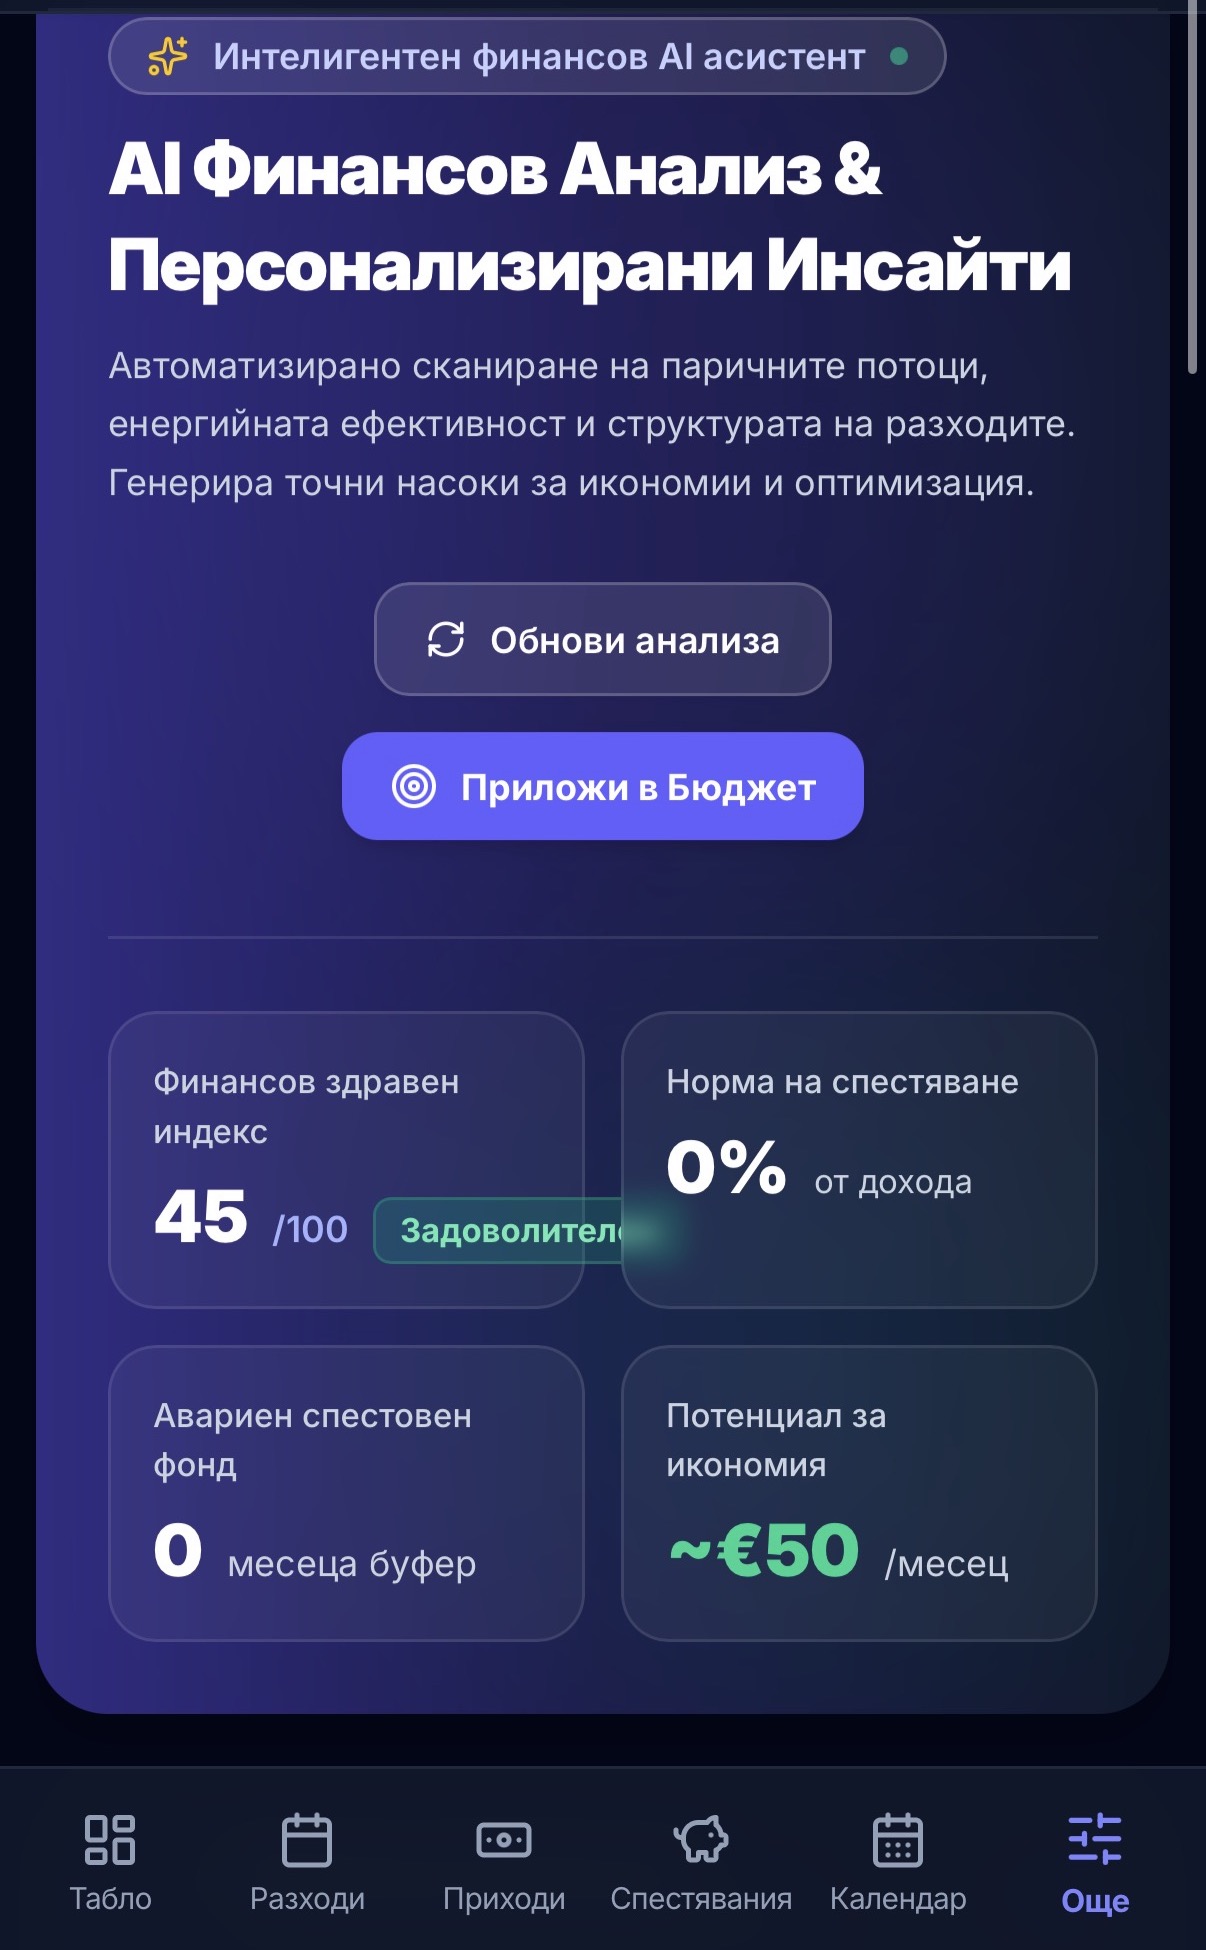 Интелигентен финансов AI асистент
AI Финансов Анализ &
Персонализирани Инсайти
Автоматизирано сканиране на паричните потоци,
енергийната ефективност и структурата на разходите.
Генерира точни насоки за икономии и оптимизация.
Обнови анализа
Приложи в Бюджет
Финансов здравен
индекс
45 /100
Норма на спестяване
0% от дохода
Авариен спестовен
фонд
0 месеца буфер
Потенциал за
икономия
~€50 /месец
Табло
Разходи
Приходи
Спестявания
Календар
Още